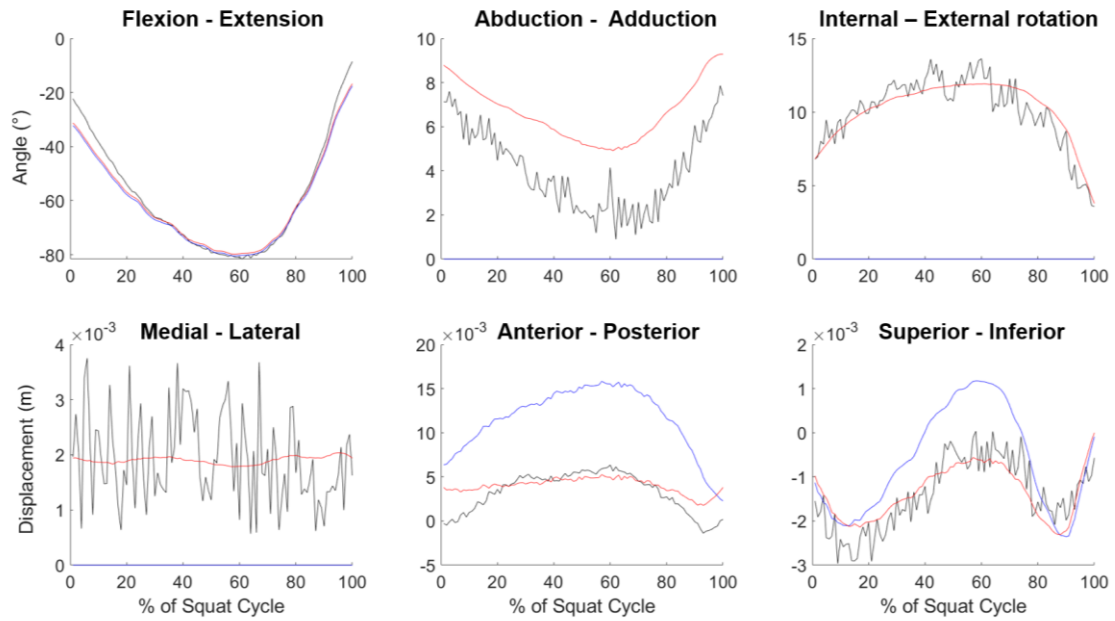 Flexion - Extension
Abduction - Adduction
Internal – External rotation
0
-20
-40
-60
-80
Angle (°)
0 20 40 60 80 100
10
8
6
4
2
0
0 20 40 60 80 100
15
10
5
0
0 20 40 60 80 100
×10⁻³
Medial - Lateral
4
3
2
1
0
Displacement (m)
0 20 40 60 80 100
% of Squat Cycle
×10⁻³
Anterior - Posterior
20
15
10
5
0
-5
0 20 40 60 80 100
% of Squat Cycle
×10⁻³
Superior - Inferior
2
1
0
-1
-2
-3
0 20 40 60 80 100
% of Squat Cycle